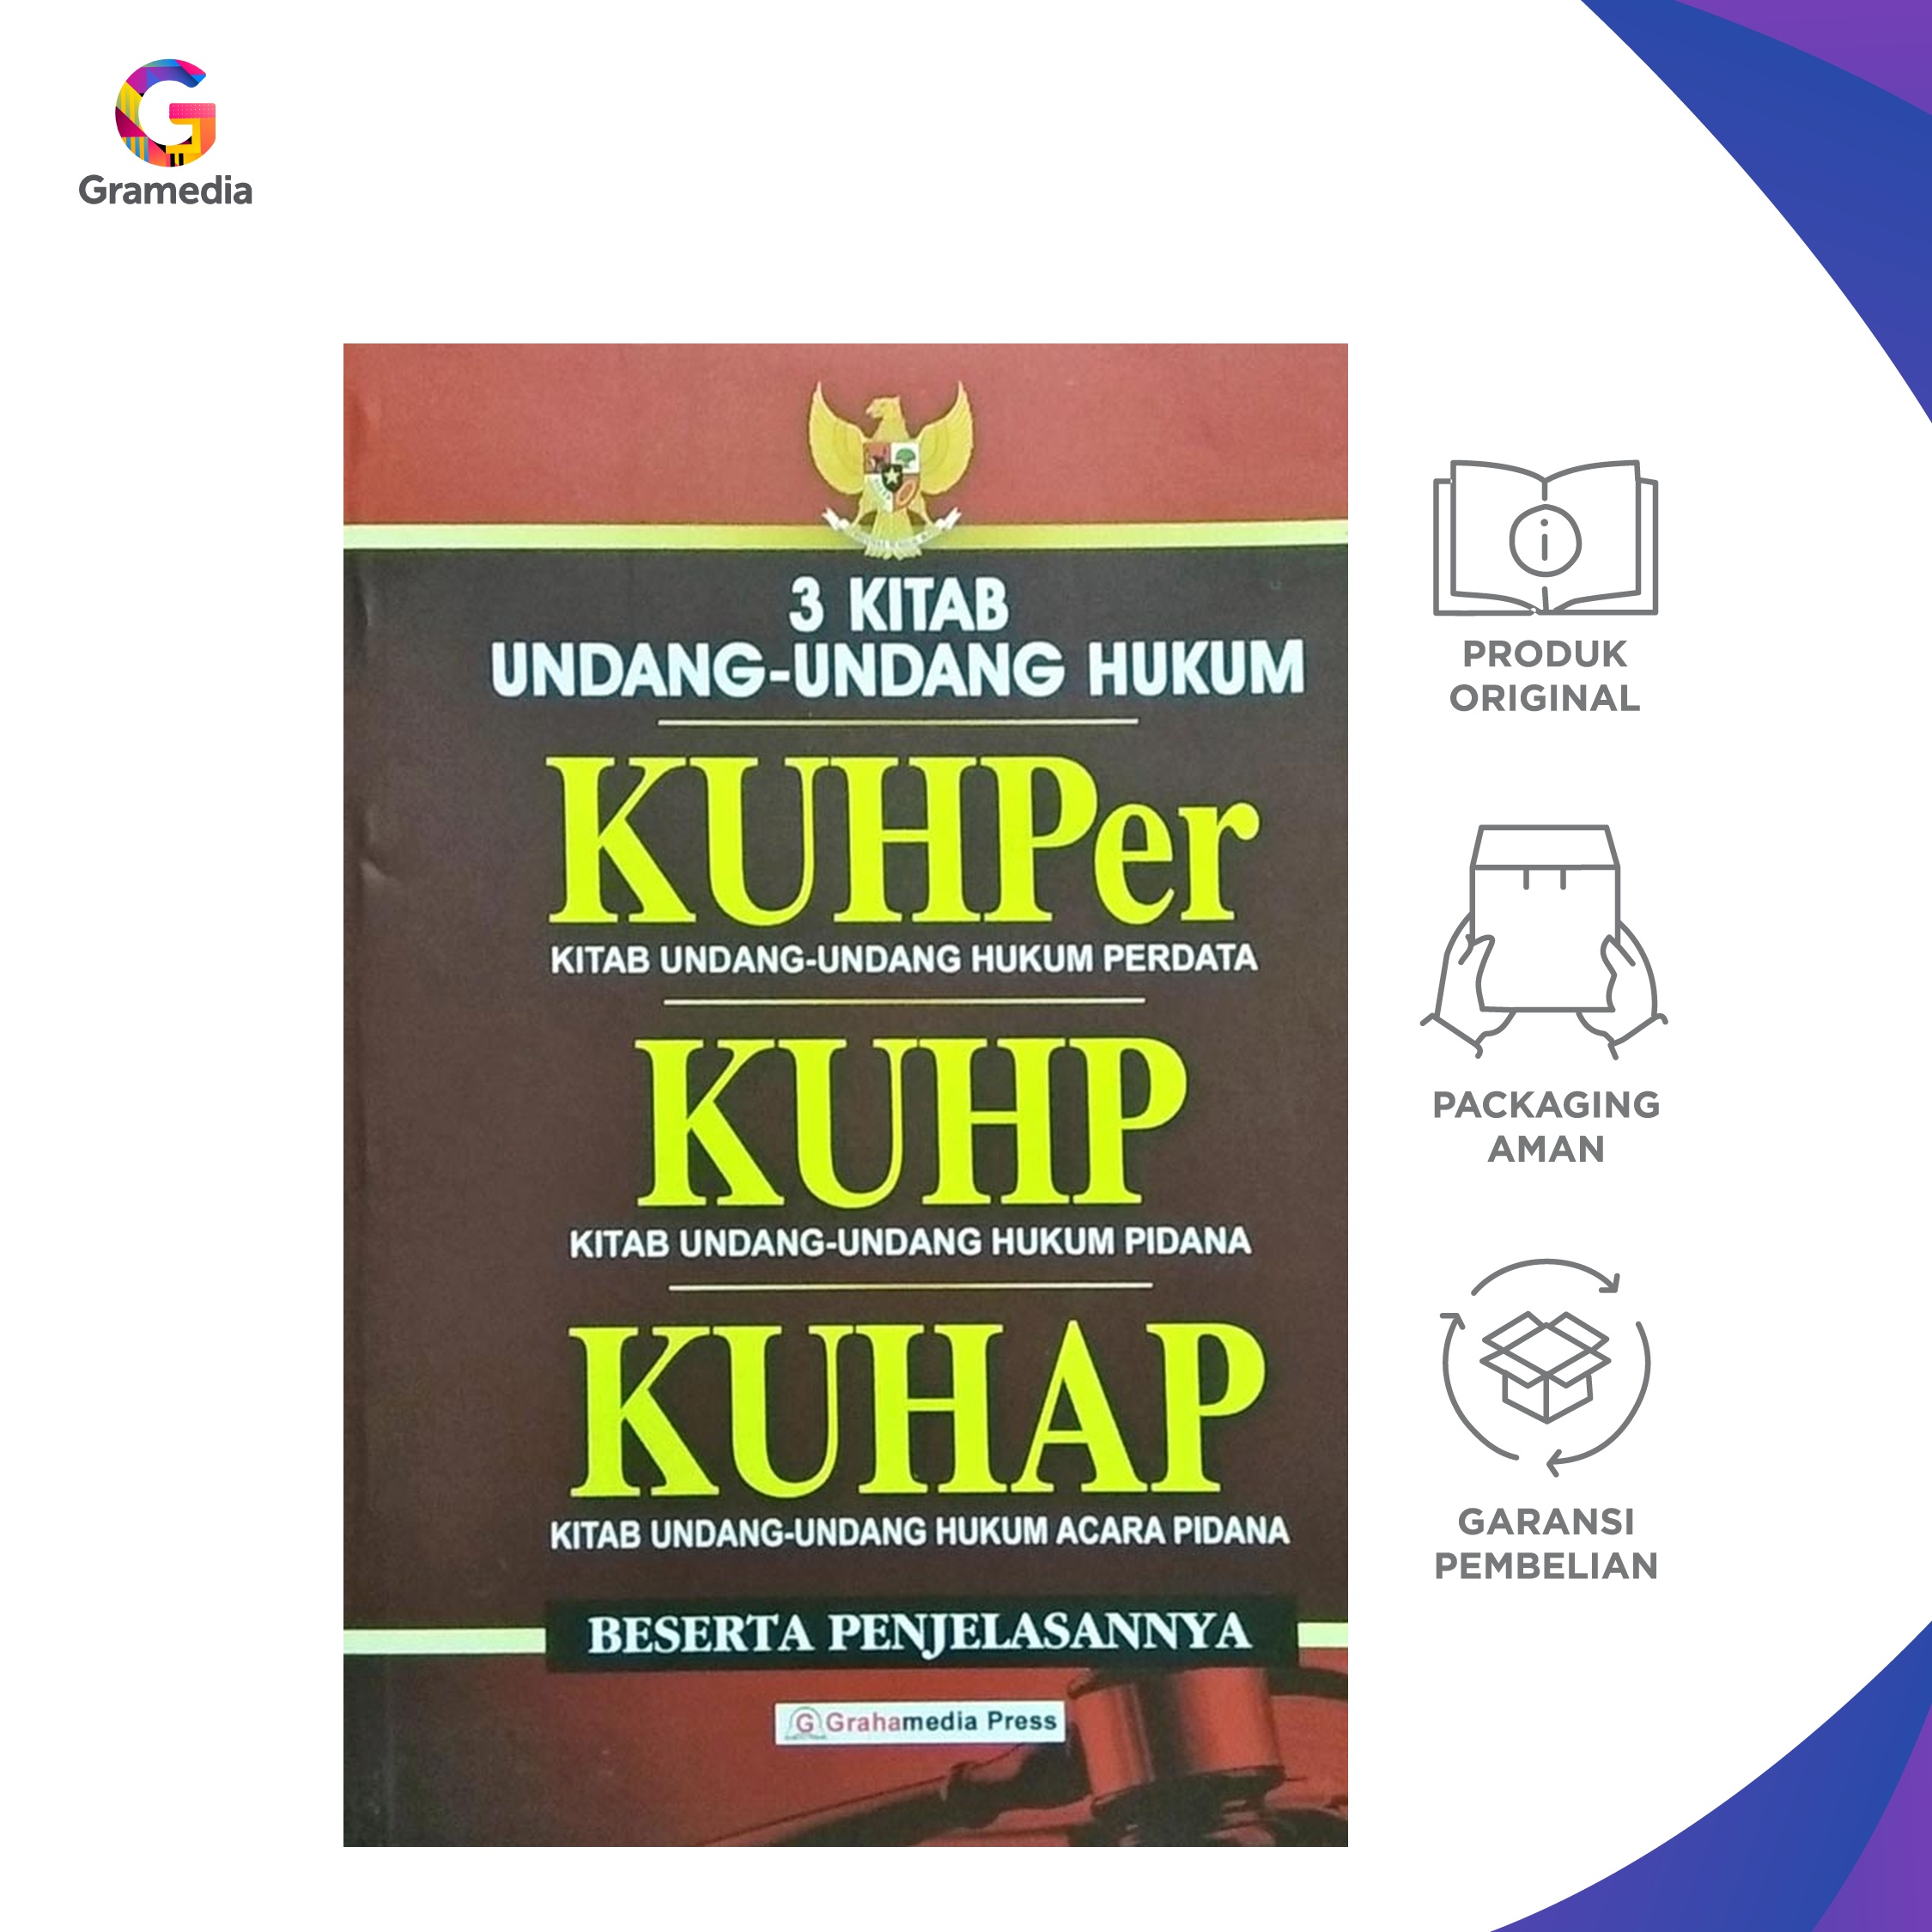 Gramedia
3 KITAB
UNDANG-UNDANG HUKUM
KUHPer
KITAB UNDANG-UNDANG HUKUM PERDATA
KUHP
KITAB UNDANG-UNDANG HUKUM PIDANA
KUHAP
KITAB UNDANG-UNDANG HUKUM ACARA PIDANA
BESERTA PENJELASANNYA
G Grahamedia Press
PRODUK
ORIGINAL
PACKAGING
AMAN
GARANSI
PEMBELIAN